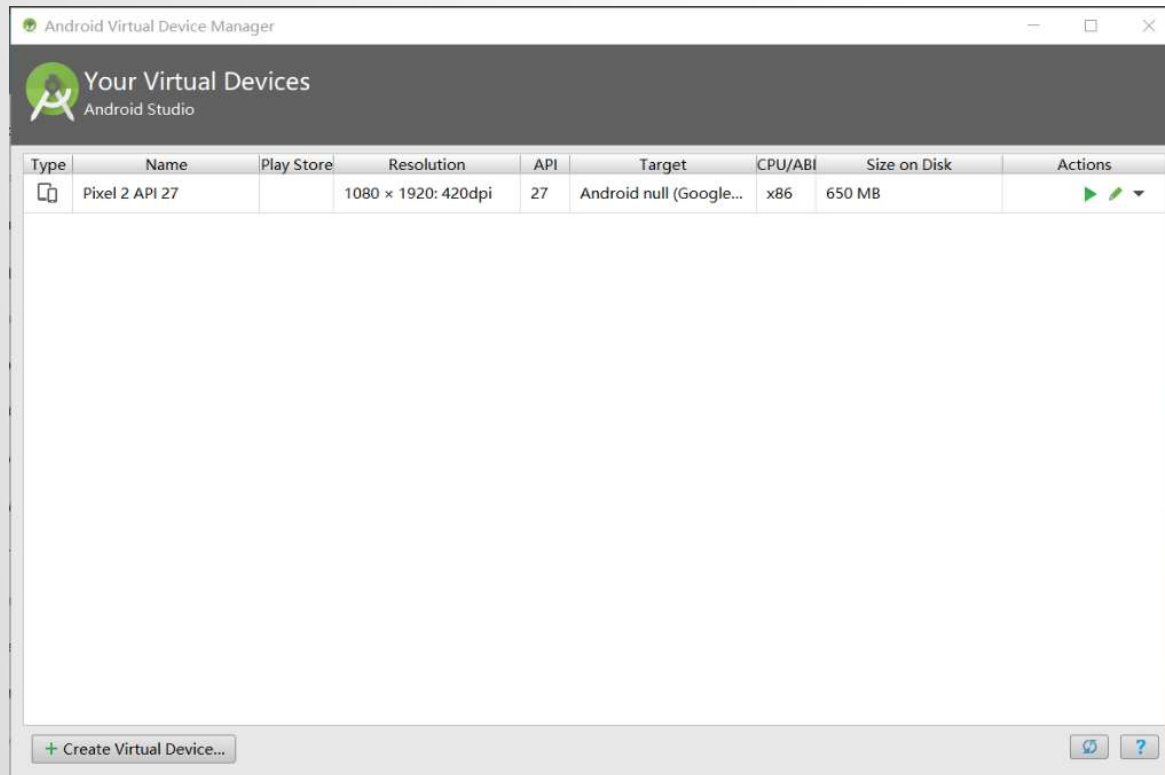 Android Virtual Device Manager
Your Virtual Devices
Android Studio
Type Name Play Store Resolution API Target CPU/ABI Size on Disk Actions
Pixel 2 API 27 1080 × 1920: 420dpi 27 Android null (Google... x86 650 MB
+ Create Virtual Device... ?